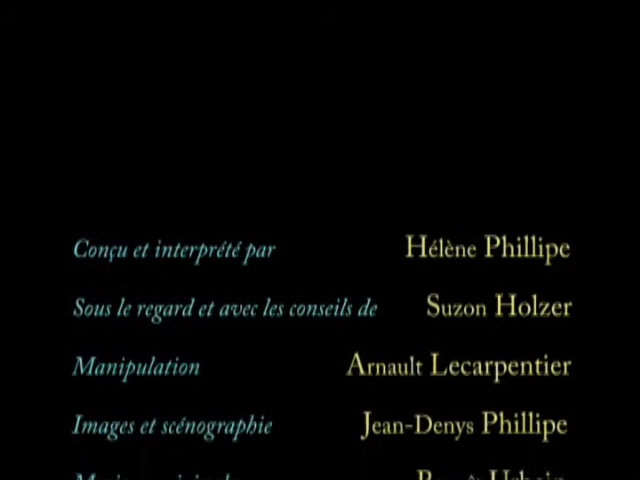 Conçu et interprété par Hélène Phillipe
Sous le regard et avec les conseils de Suzon Holzer
Manipulation Arnault Lecarpentier
Images et scénographie Jean-Denys Phillipe